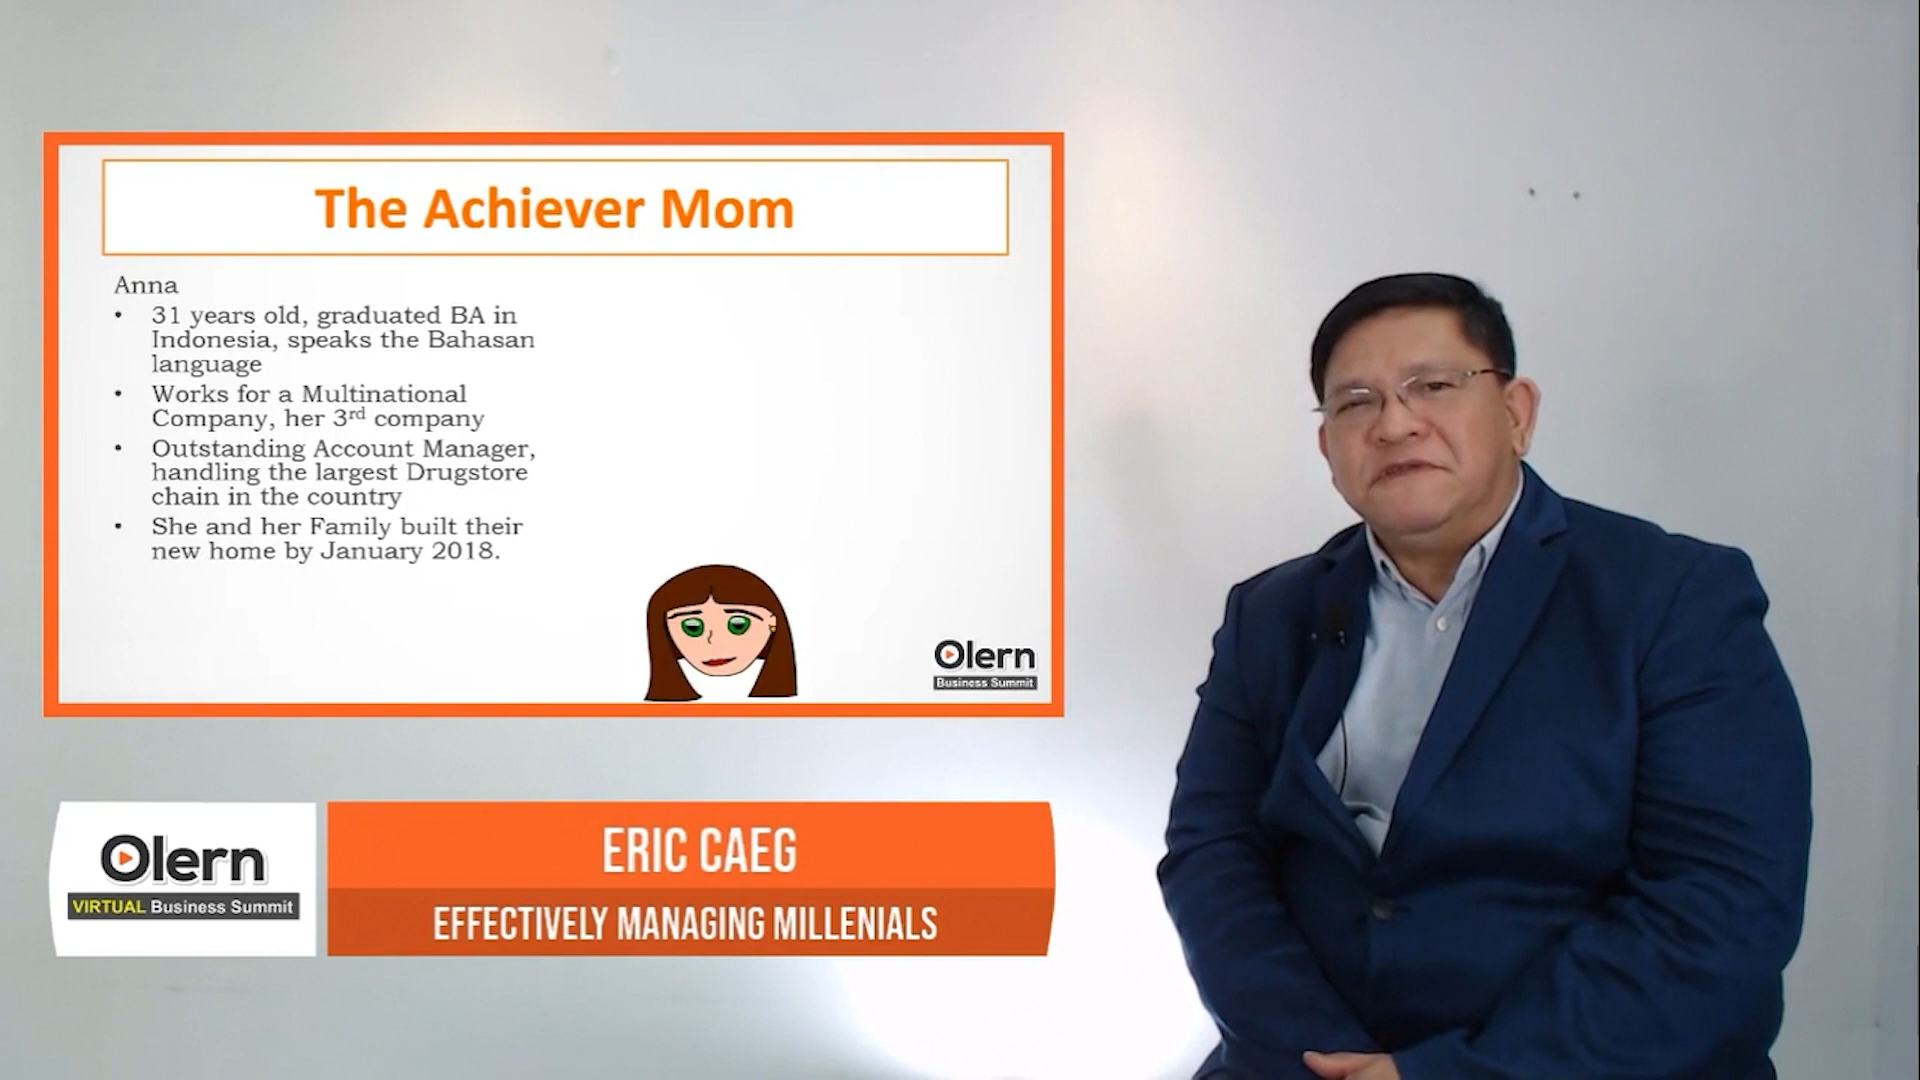 The Achiever Mom
Anna
• 31 years old, graduated BA in
Indonesia, speaks the Bahasan
language
• Works for a Multinational
Company, her 3rd company
• Outstanding Account Manager,
handling the largest Drugstore
chain in the country
• She and her Family built their
new home by January 2018.
Olern
Business Summit
Olern
VIRTUAL Business Summit
ERIC CAEG
EFFECTIVELY MANAGING MILLENIALS